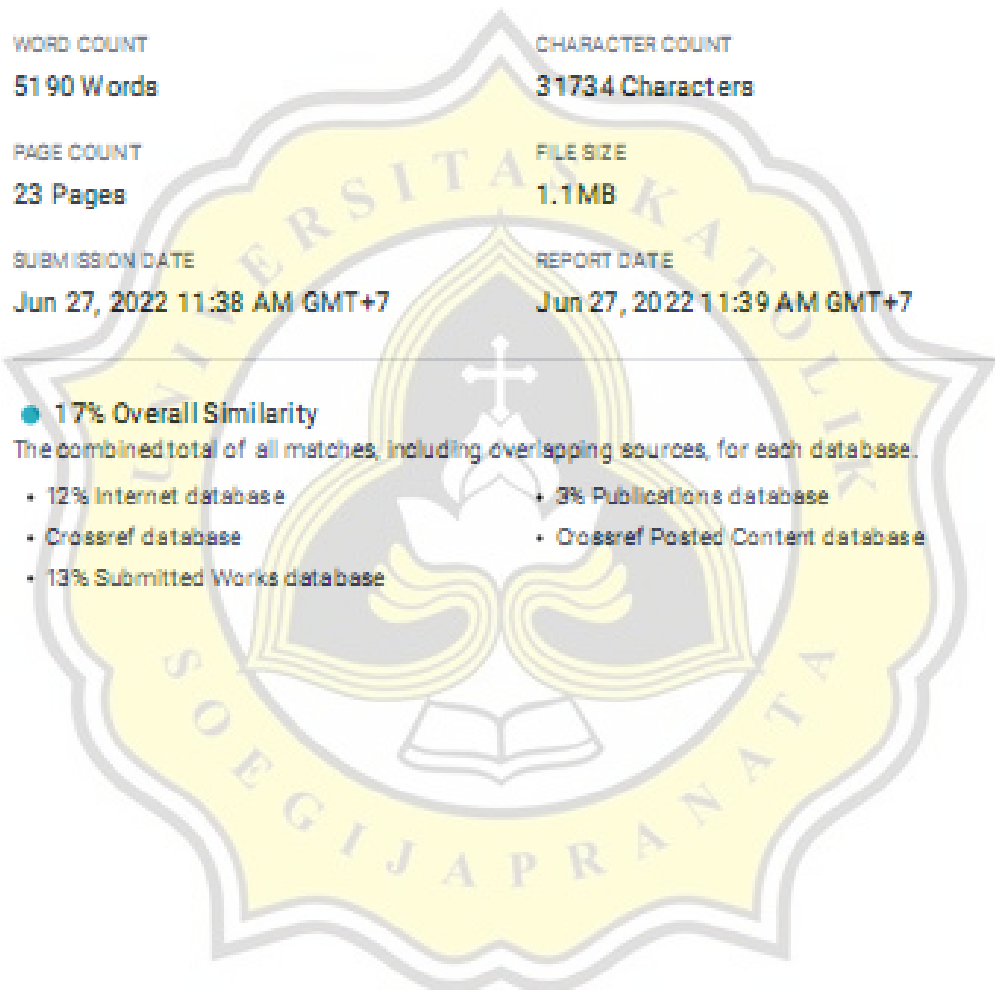 WORD COUNT
5190 Words
CHARACTER COUNT
31734 Characters
PAGE COUNT
23 Pages
FILE SIZE
1.1MB
SUBMISSION DATE
Jun 27, 2022 11:38 AM GMT+7
REPORT DATE
Jun 27, 2022 11:39 AM GMT+7
17% Overall Similarity
The combined total of all matches, including overlapping sources, for each database.
• 12% Internet database
• 3% Publications database
• Crossref database
• Crossref Posted Content database
• 13% Submitted Works database
UNIVERSITAS KATOLIK
SOEGIJAPRANATA